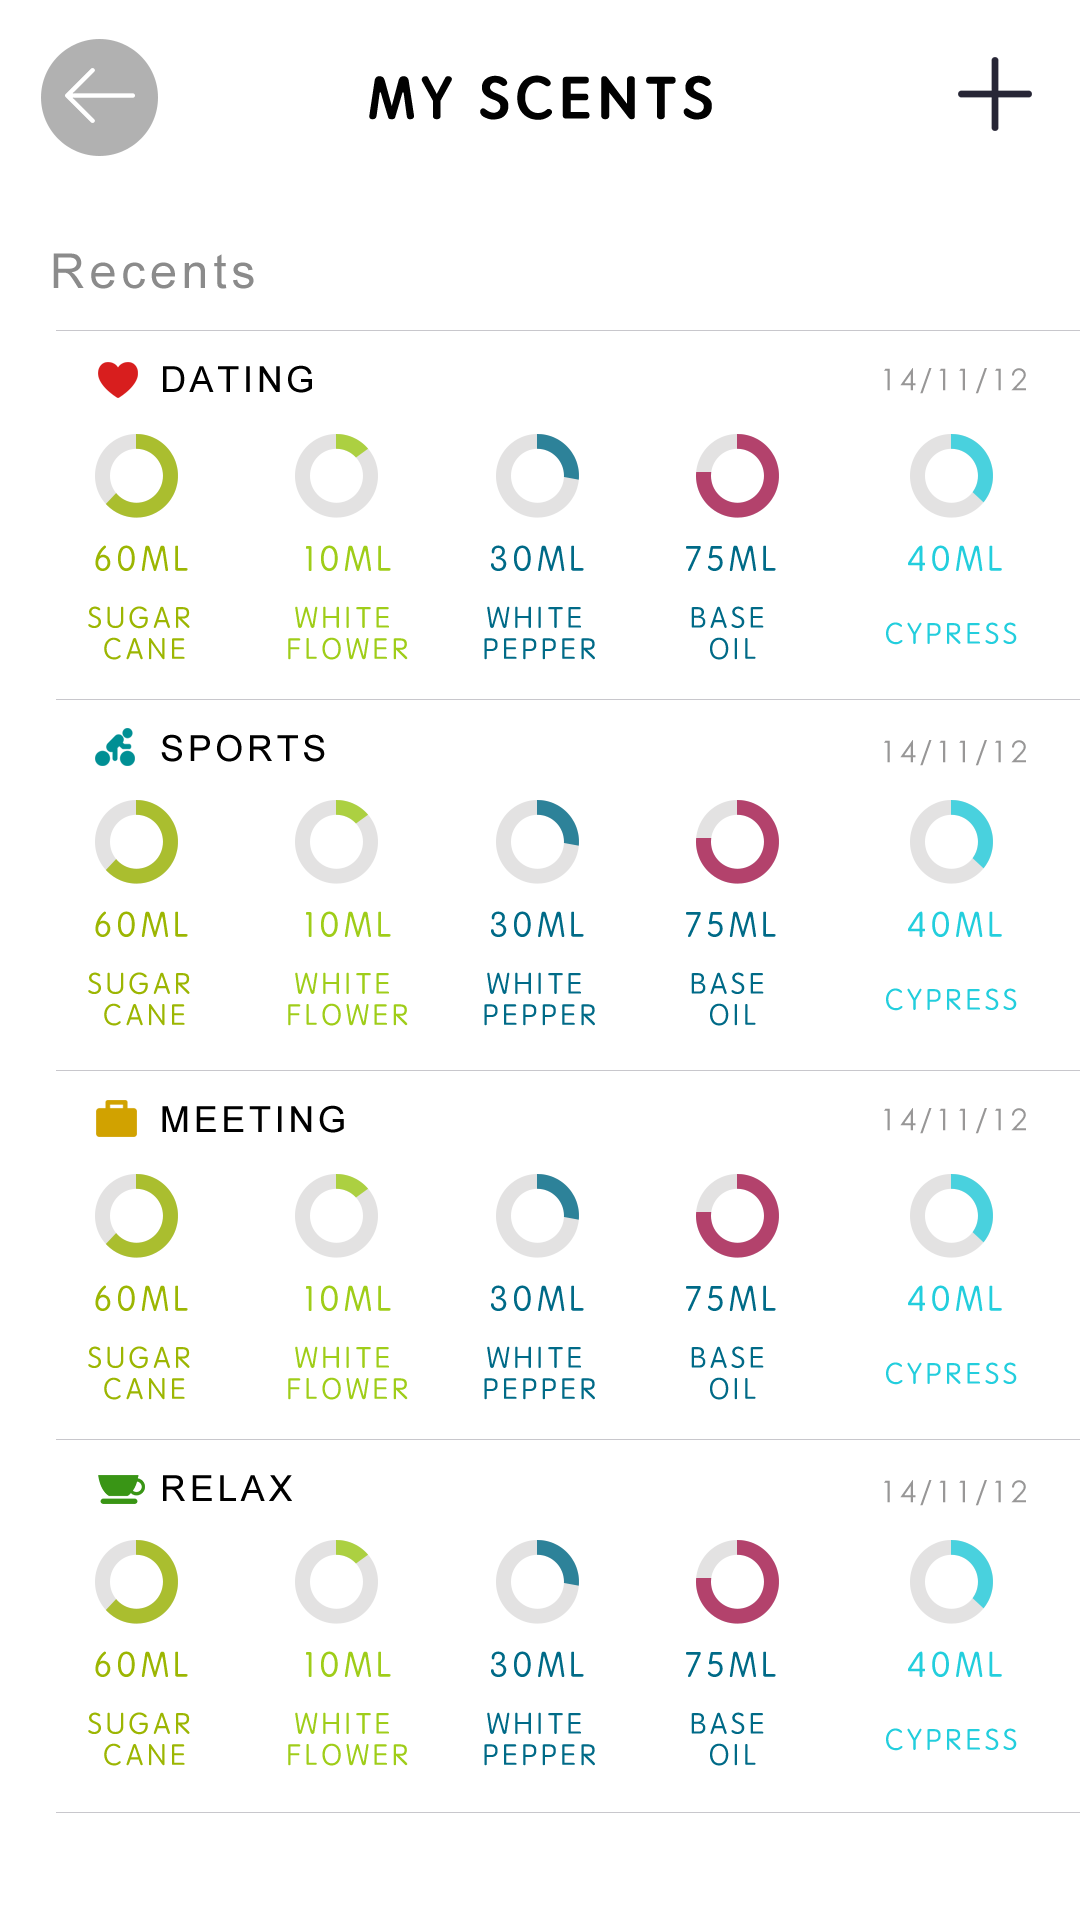 MY SCENTS
Recents
DATING 14/11/12
60ML 10ML 30ML 75ML 40ML
SUGAR WHITE WHITE BASE
CANE FLOWER PEPPER OIL CYPRESS
SPORTS 14/11/12
60ML 10ML 30ML 75ML 40ML
SUGAR WHITE WHITE BASE
CANE FLOWER PEPPER OIL CYPRESS
MEETING 14/11/12
60ML 10ML 30ML 75ML 40ML
SUGAR WHITE WHITE BASE
CANE FLOWER PEPPER OIL CYPRESS
RELAX 14/11/12
60ML 10ML 30ML 75ML 40ML
SUGAR WHITE WHITE BASE
CANE FLOWER PEPPER OIL CYPRESS